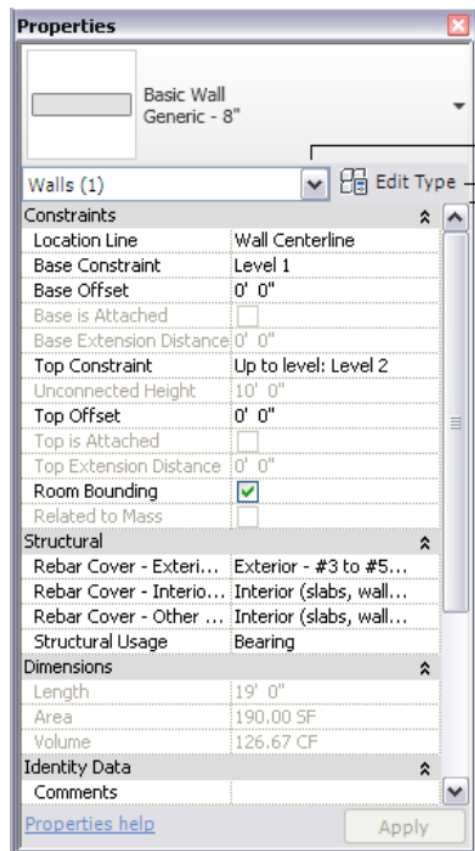 Properties
Basic Wall
Generic - 8"
Walls (1)
Edit Type
Constraints
Location Line Wall Centerline
Base Constraint Level 1
Base Offset 0' 0"
Base is Attached
Base Extension Distance 0' 0"
Top Constraint Up to level: Level 2
Unconnected Height 10' 0"
Top Offset 0' 0"
Top is Attached
Top Extension Distance 0' 0"
Room Bounding
Related to Mass
Structural
Rebar Cover - Exteri... Exterior - #3 to #5...
Rebar Cover - Interio... Interior (slabs, wall...
Rebar Cover - Other ... Interior (slabs, wall...
Structural Usage Bearing
Dimensions
Length 19' 0"
Area 190.00 SF
Volume 126.67 CF
Identity Data
Comments
Properties help
Apply